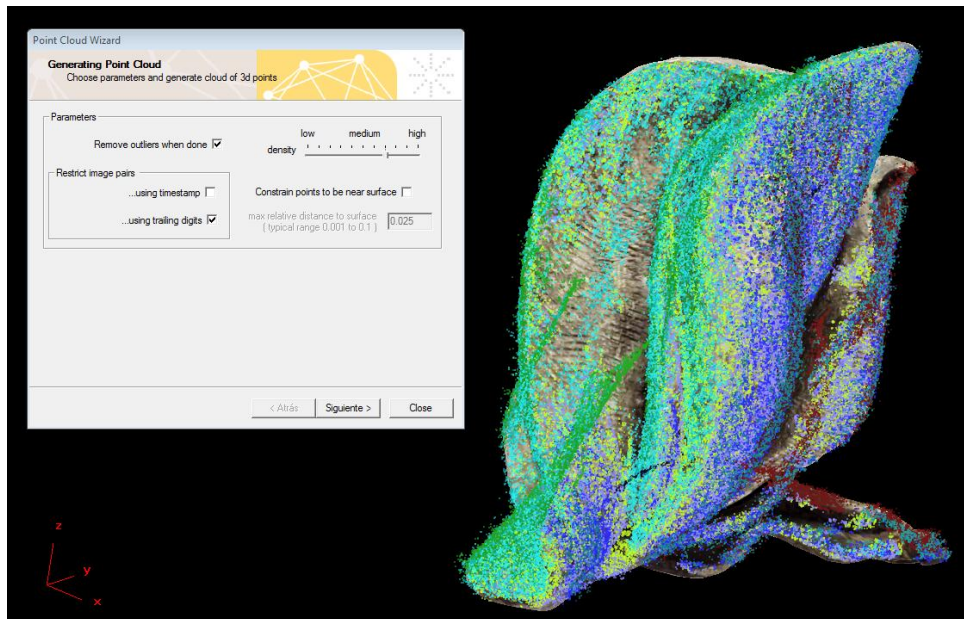 Point Cloud Wizard
Generating Point Cloud
Choose parameters and generate cloud of 3d points
Parameters
Remove outliers when done
low medium high
density
Restrict image pairs
...using timestamp
...using trailing digits
Constrain points to be near surface
max relative distance to surface
( typical range 0.001 to 0.1 )
0.025
< Atrás
Siguiente >
Close
z
y
x